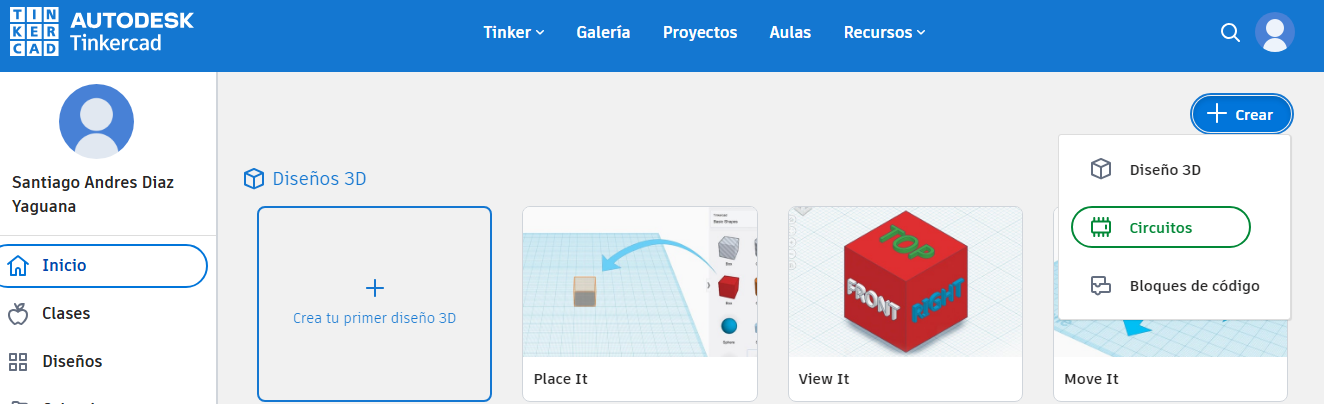 TIN
KER
CAD
AUTODESK
Tinkercad
Tinker
Galería
Proyectos
Aulas
Recursos
Crear
Santiago Andres Diaz
Yaguana
Inicio
Clases
Diseños
Diseños 3D
Crea tu primer diseño 3D
Basic Shapes
TOP
FRONT
RIGHT
Place It
View It
Move It
Diseño 3D
Circuitos
Bloques de código